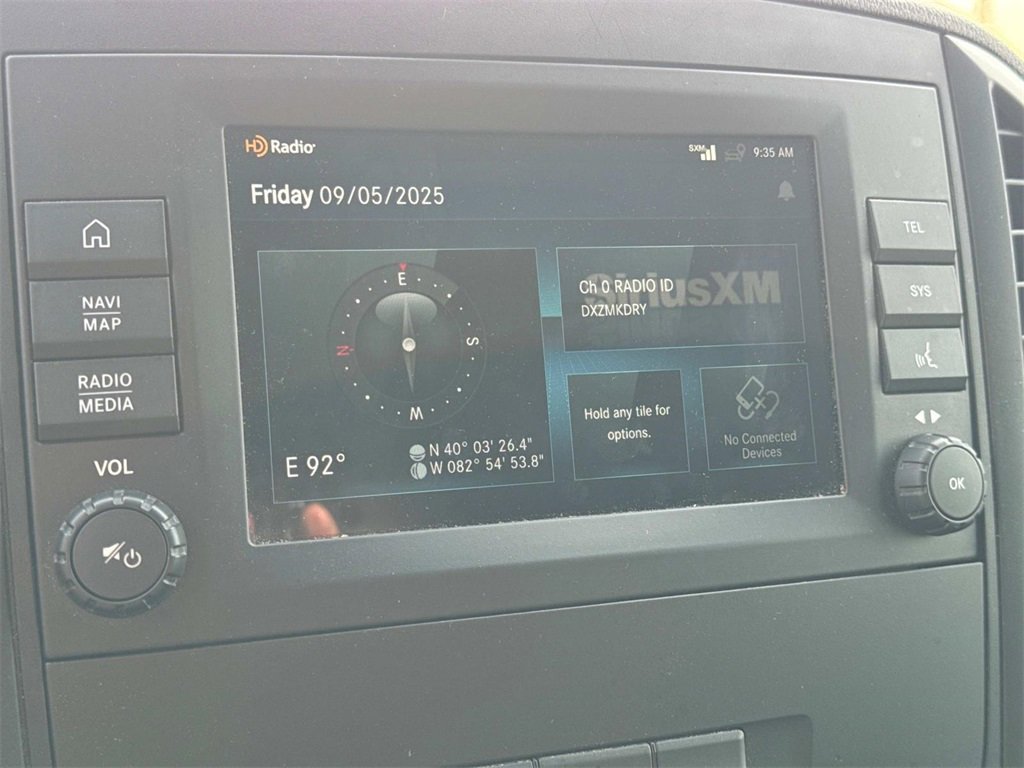 HD Radio
SXM
9:35 AM
Friday 09/05/2025
NAVI
MAP
RADIO
MEDIA
VOL
E
S
W
N
E 92°
N 40° 03' 26.4"
W 082° 54' 53.8"
SiriusXM
Ch 0 RADIO ID
DXZMKDRY
Hold any tile for
options.
No Connected
Devices
TEL
SYS
OK